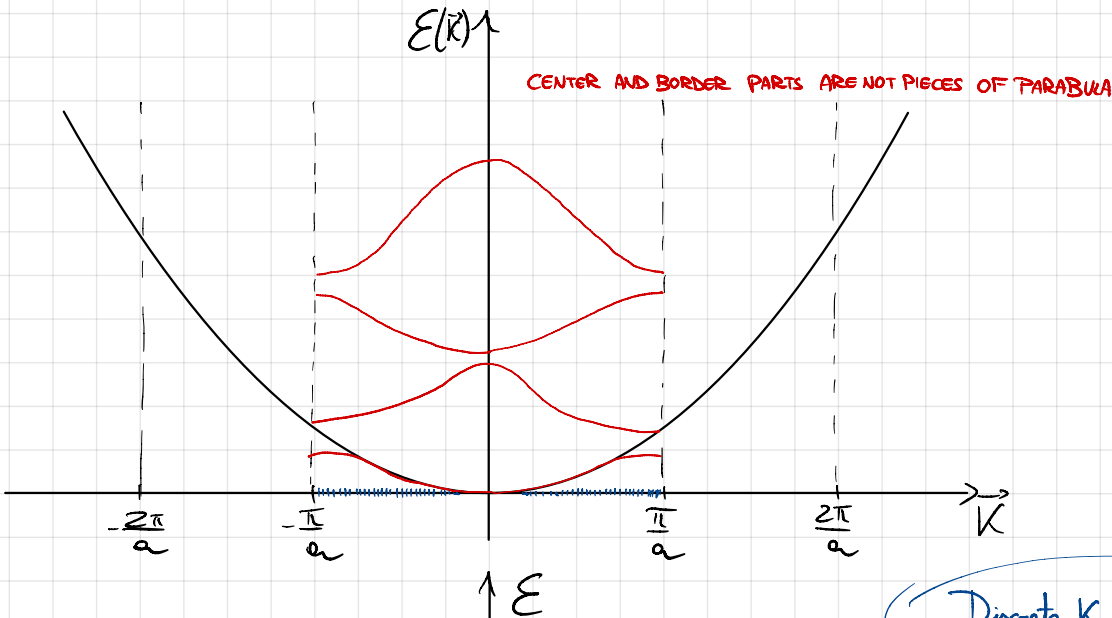 ℰ(k⃗)
CENTER AND BORDER PARTS ARE NOT PIECES OF PARABULA
-2π/a
-π/a
π/a
2π/a
K⃗
ℰ
K